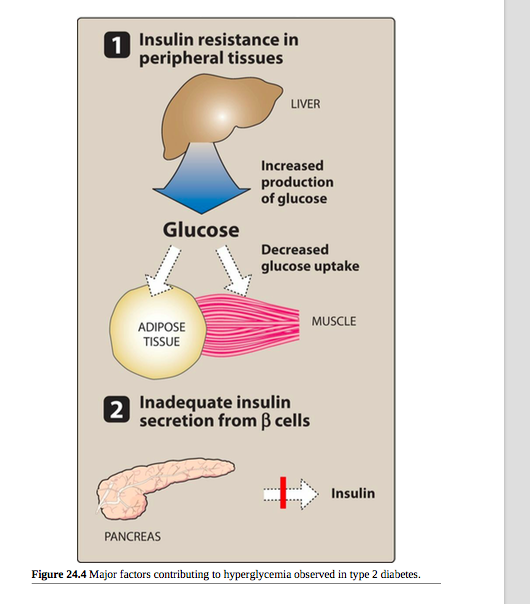 1 Insulin resistance in
peripheral tissues
LIVER
Increased
production
of glucose
Glucose
Decreased
glucose uptake
ADIPOSE
TISSUE
MUSCLE
2 Inadequate insulin
secretion from β cells
Insulin
PANCREAS
Figure 24.4 Major factors contributing to hyperglycemia observed in type 2 diabetes.